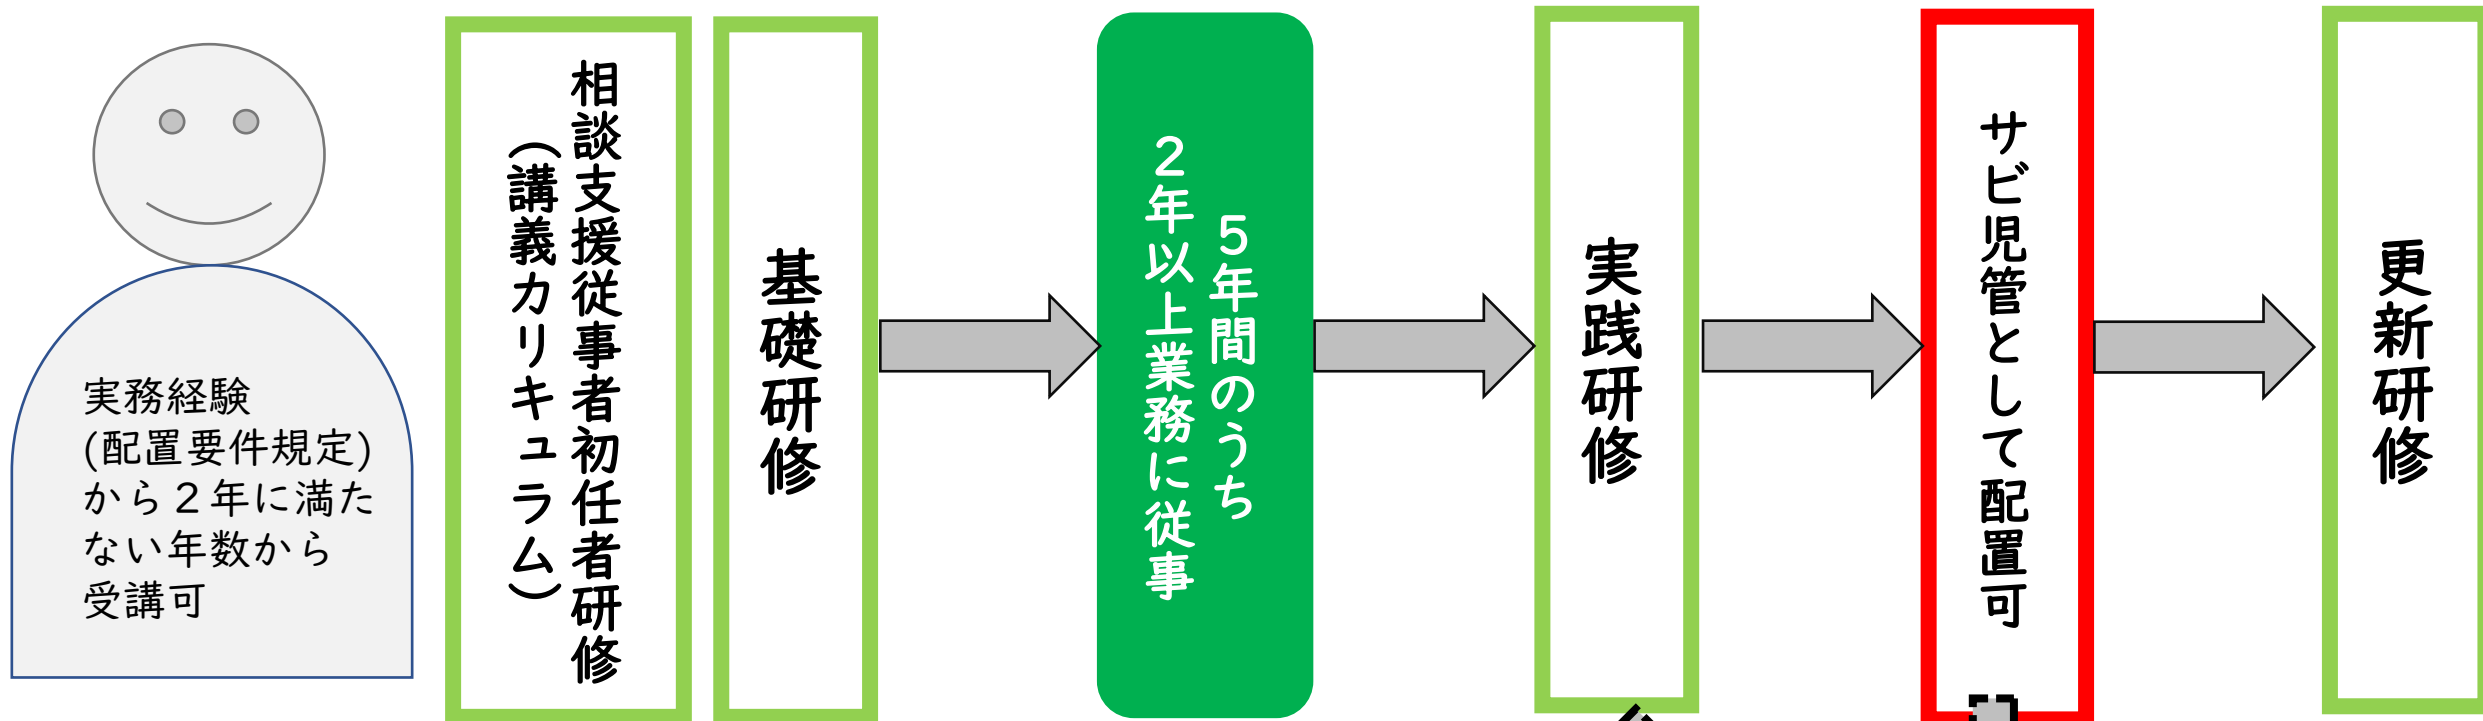 実務経験
(配置要件規定)
から２年に満た
ない年数から
受講可
相談支援従事者初任者研修
（講義カリキュラム）
基礎研修
５年間のうち
２年以上業務に従事
実践研修
サビ児管として配置可
更新研修